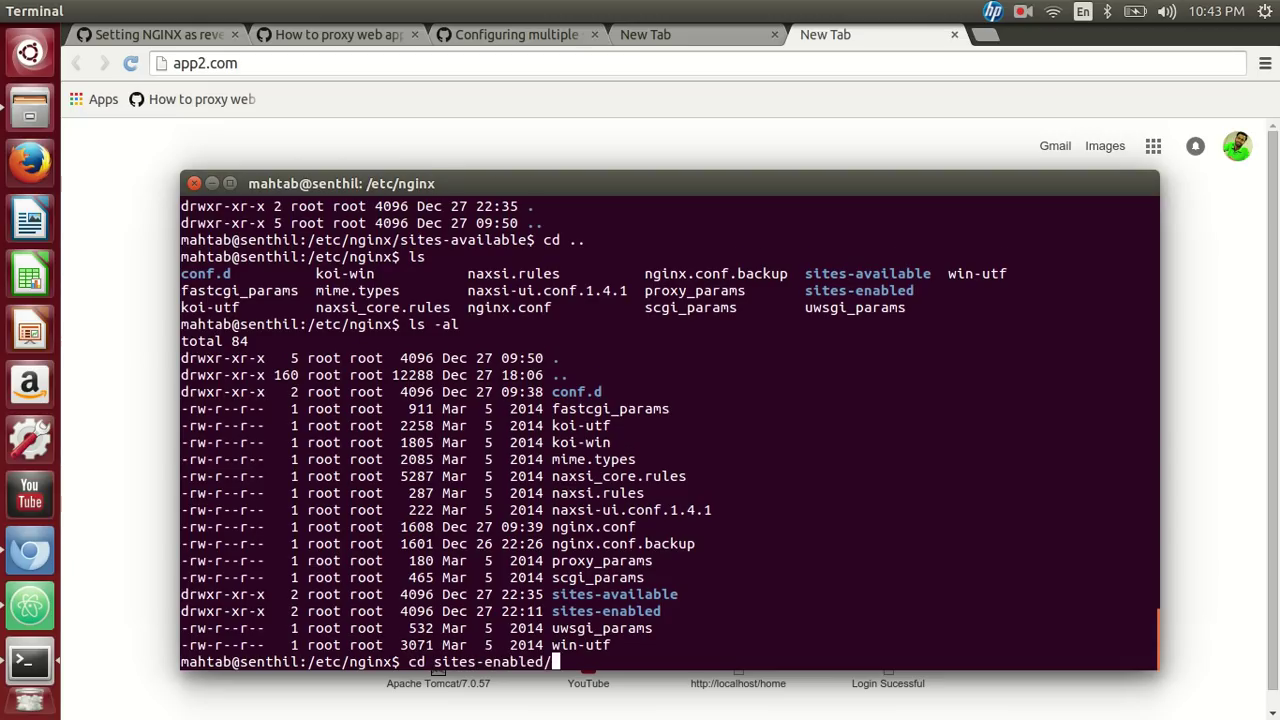 Terminal
En
10:43 PM
Setting NGINX as reve
How to proxy web app
Configuring multiple
New Tab
New Tab
app2.com
Apps
How to proxy web
Gmail
Images
mahtab@senthil: /etc/nginx
drwxr-xr-x 2 root root 4096 Dec 27 22:35 .
drwxr-xr-x 5 root root 4096 Dec 27 09:50 ..
mahtab@senthil:/etc/nginx/sites-available$ cd ..
mahtab@senthil:/etc/nginx$ ls
conf.d koi-win naxsi.rules nginx.conf.backup sites-available win-utf
fastcgi_params mime.types naxsi-ui.conf.1.4.1 proxy_params sites-enabled
koi-utf naxsi_core.rules nginx.conf scgi_params uwsgi_params
mahtab@senthil:/etc/nginx$ ls -al
total 84
drwxr-xr-x 5 root root 4096 Dec 27 09:50 .
drwxr-xr-x 160 root root 12288 Dec 27 18:06 ..
drwxr-xr-x 2 root root 4096 Dec 27 09:38 conf.d
-rw-r--r-- 1 root root 911 Mar 5 2014 fastcgi_params
-rw-r--r-- 1 root root 2258 Mar 5 2014 koi-utf
-rw-r--r-- 1 root root 1805 Mar 5 2014 koi-win
-rw-r--r-- 1 root root 2085 Mar 5 2014 mime.types
-rw-r--r-- 1 root root 5287 Mar 5 2014 naxsi_core.rules
-rw-r--r-- 1 root root 287 Mar 5 2014 naxsi.rules
-rw-r--r-- 1 root root 222 Mar 5 2014 naxsi-ui.conf.1.4.1
-rw-r--r-- 1 root root 1608 Dec 27 09:39 nginx.conf
-rw-r--r-- 1 root root 1601 Dec 26 22:26 nginx.conf.backup
-rw-r--r-- 1 root root 180 Mar 5 2014 proxy_params
-rw-r--r-- 1 root root 465 Mar 5 2014 scgi_params
drwxr-xr-x 2 root root 4096 Dec 27 22:35 sites-available
drwxr-xr-x 2 root root 4096 Dec 27 22:11 sites-enabled
-rw-r--r-- 1 root root 532 Mar 5 2014 uwsgi_params
-rw-r--r-- 1 root root 3071 Mar 5 2014 win-utf
mahtab@senthil:/etc/nginx$ cd sites-enabled/
Apache Tomcat/7.0.57
YouTube
http://localhost/home
Login Sucessful
You
Tube
hp